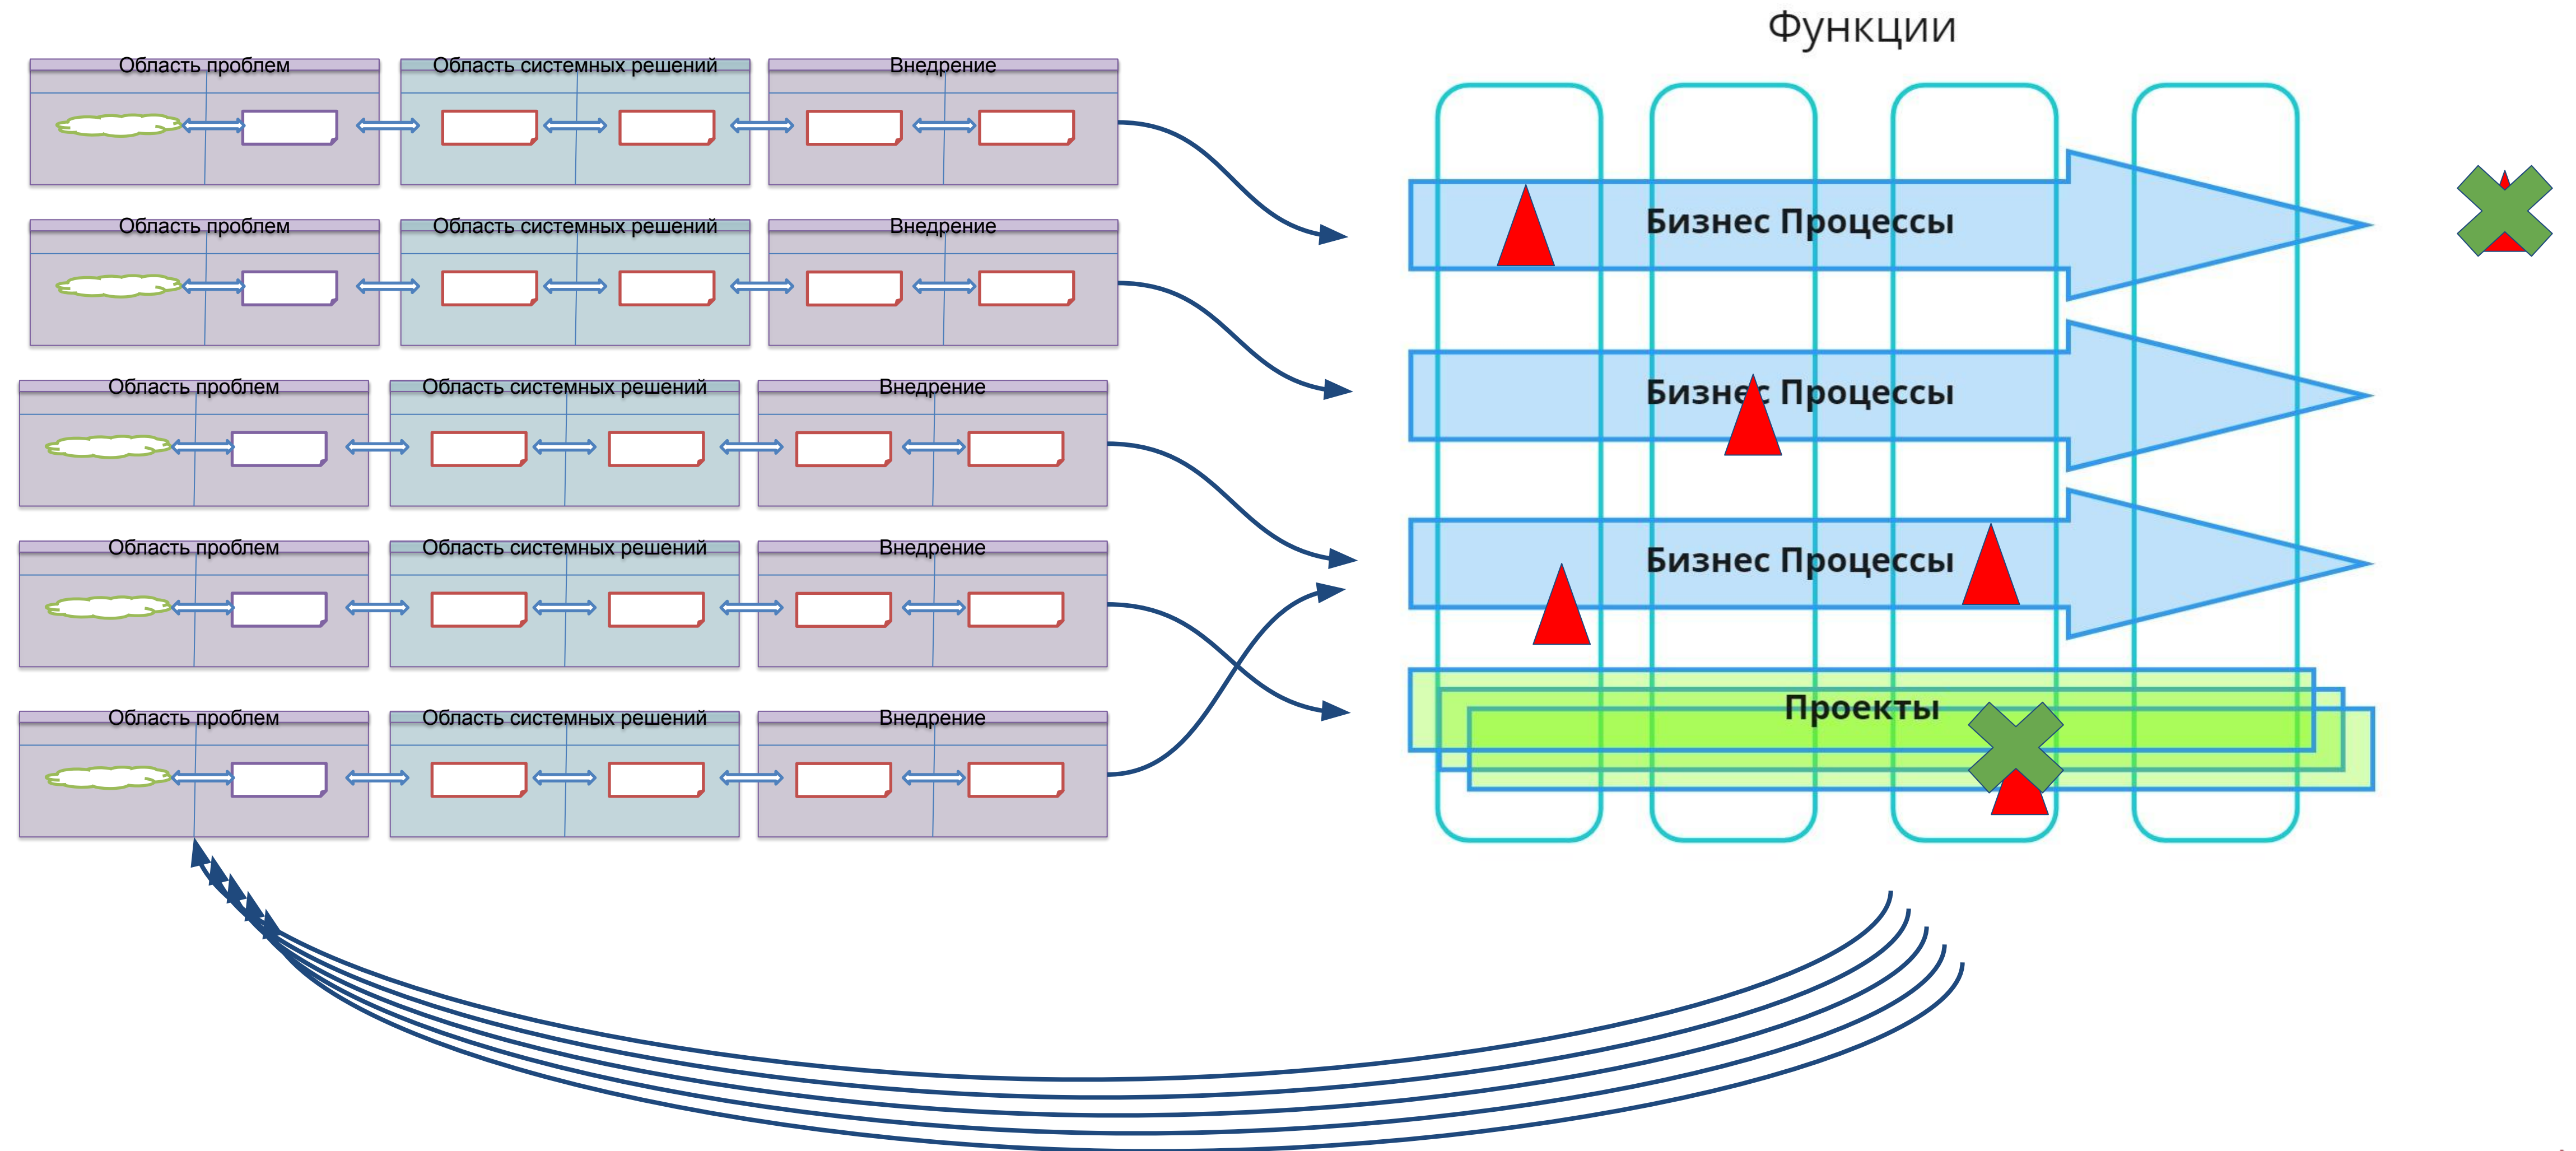 Функции
Область проблем
Область системных решений
Внедрение
Область проблем
Область системных решений
Внедрение
Область проблем
Область системных решений
Внедрение
Область проблем
Область системных решений
Внедрение
Область проблем
Область системных решений
Внедрение
Бизнес Процессы
Бизнес Процессы
Бизнес Процессы
Проекты